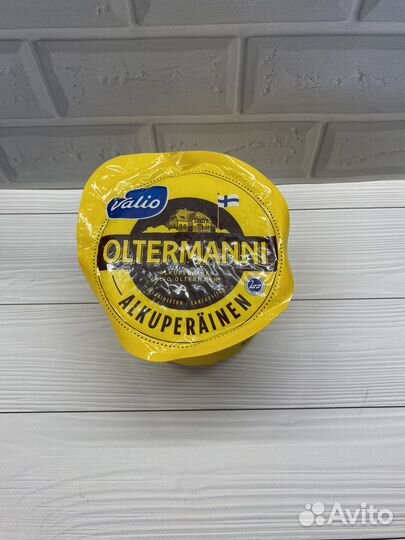 Valio
OLTERMANNI
ALKUPERÄINEN
Avito